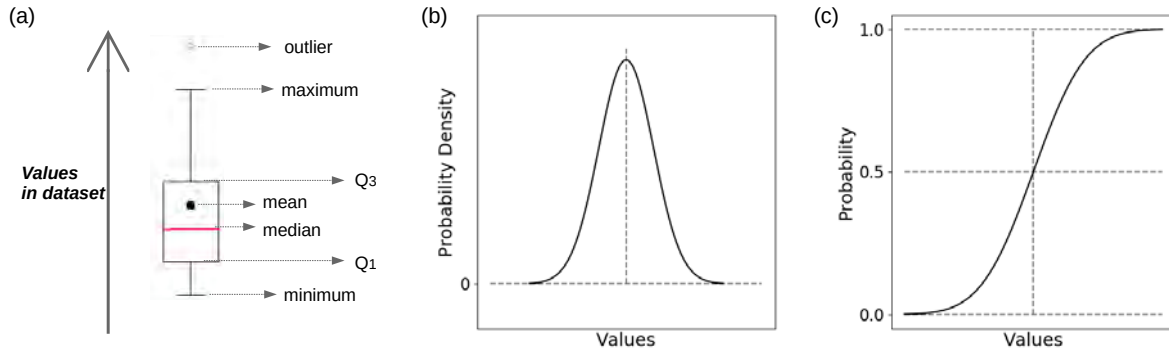 (a)
outlier
maximum
Values
in dataset
Q3
mean
median
Q1
minimum
(b)
Probability Density
0
Values
(c)
1.0
Probability
0.5
0.0
Values